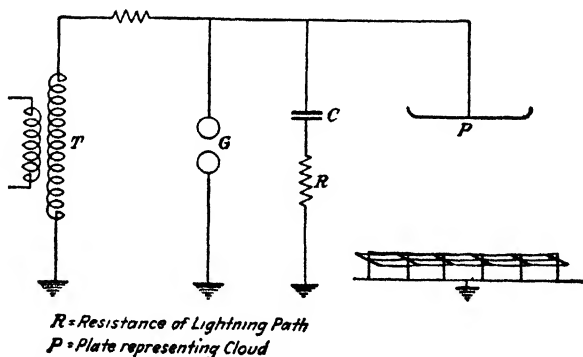 T
G
C
R
P
R = Resistance of Lightning Path
P = Plate representing Cloud